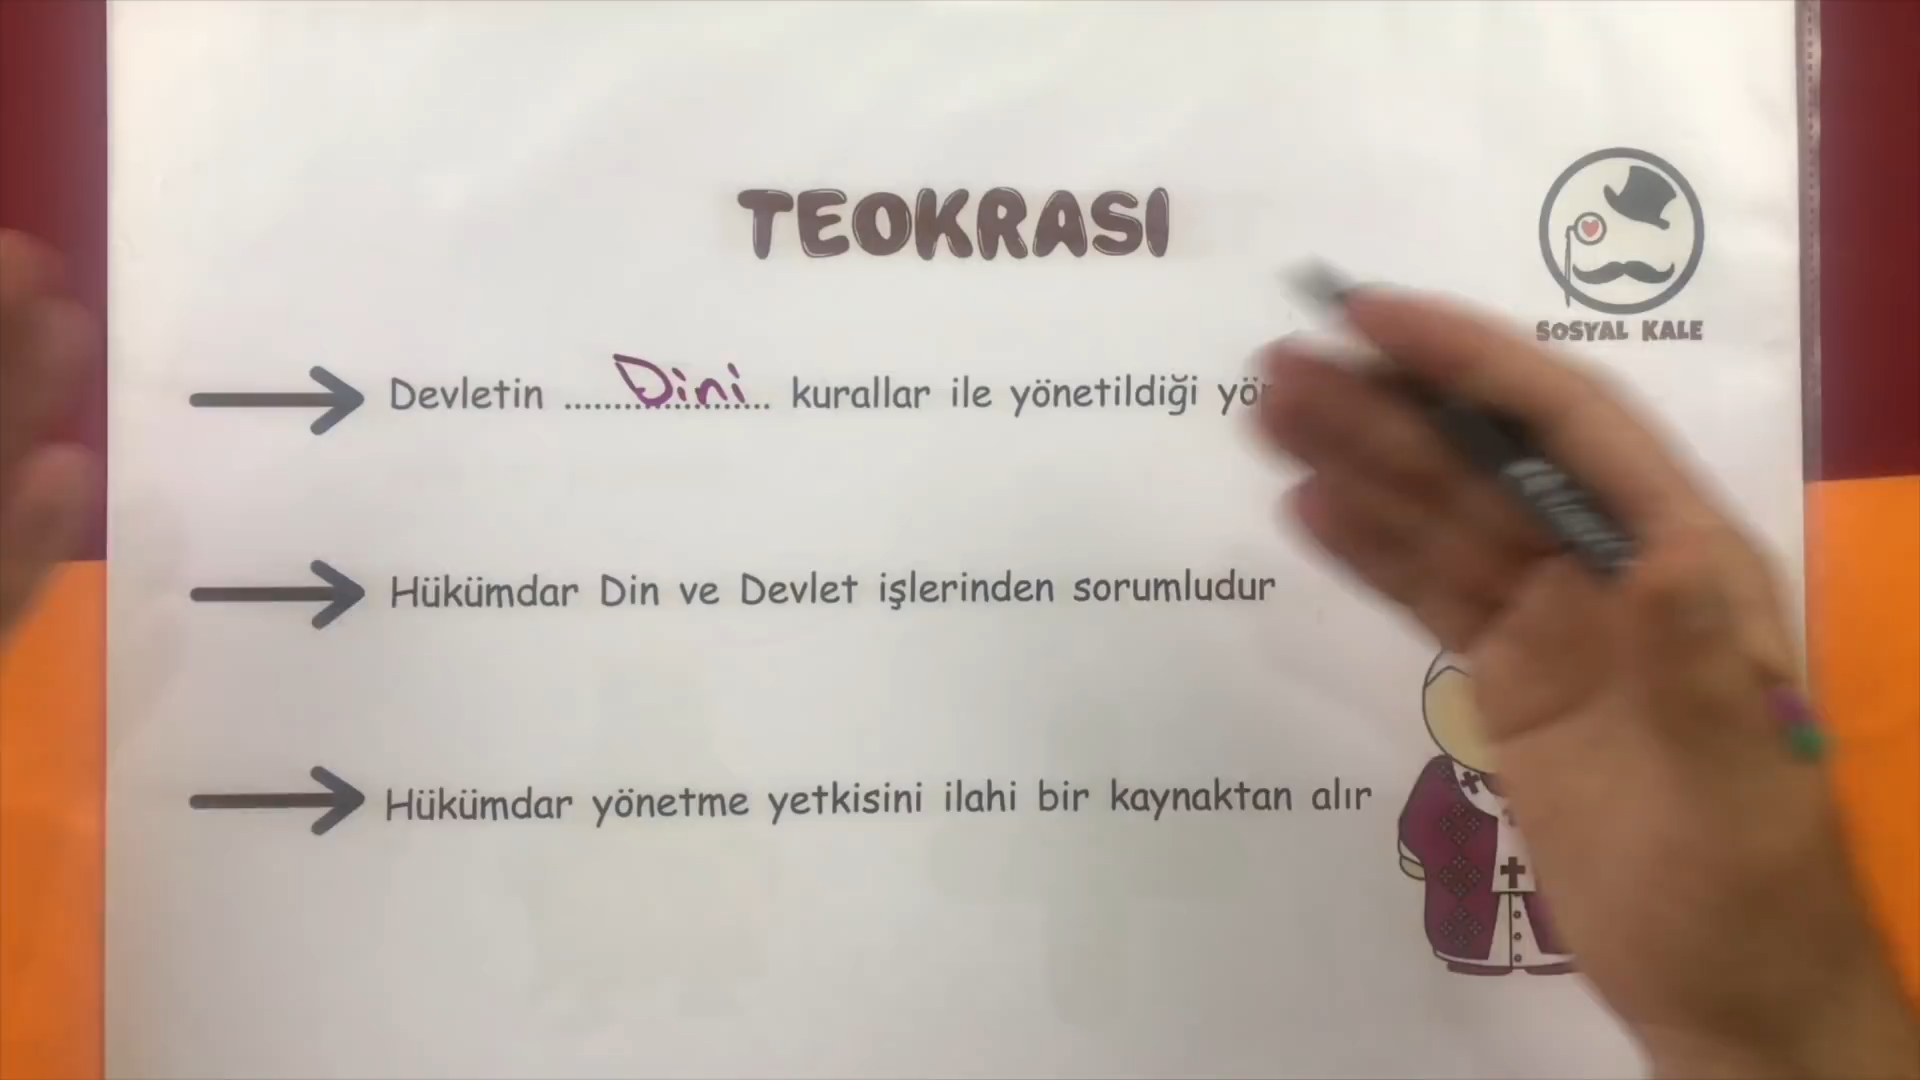 TEOKRASI
SOSYAL KALE
Devletin ......Dini...... kurallar ile yönetildiği
Hükümdar Din ve Devlet işlerinden sorumludur
Hükümdar yönetme yetkisini ilahi bir kaynaktan alır